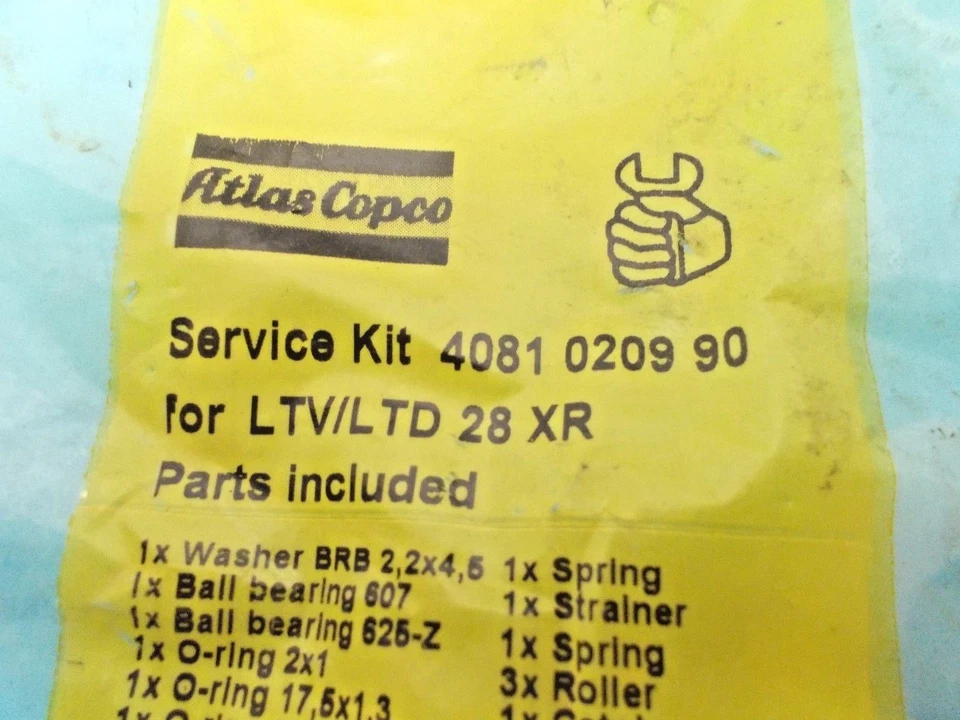 Atlas Copco
Service Kit 4081 0209 90
for LTV/LTD 28 XR
Parts included
1x Washer BRB 2,2x4,5
1x Ball bearing 607
1x Ball bearing 625-Z
1x O-ring 2x1
1x O-ring 17,5x1,3
1x
1x Spring
1x Strainer
1x Spring
3x Roller
1x